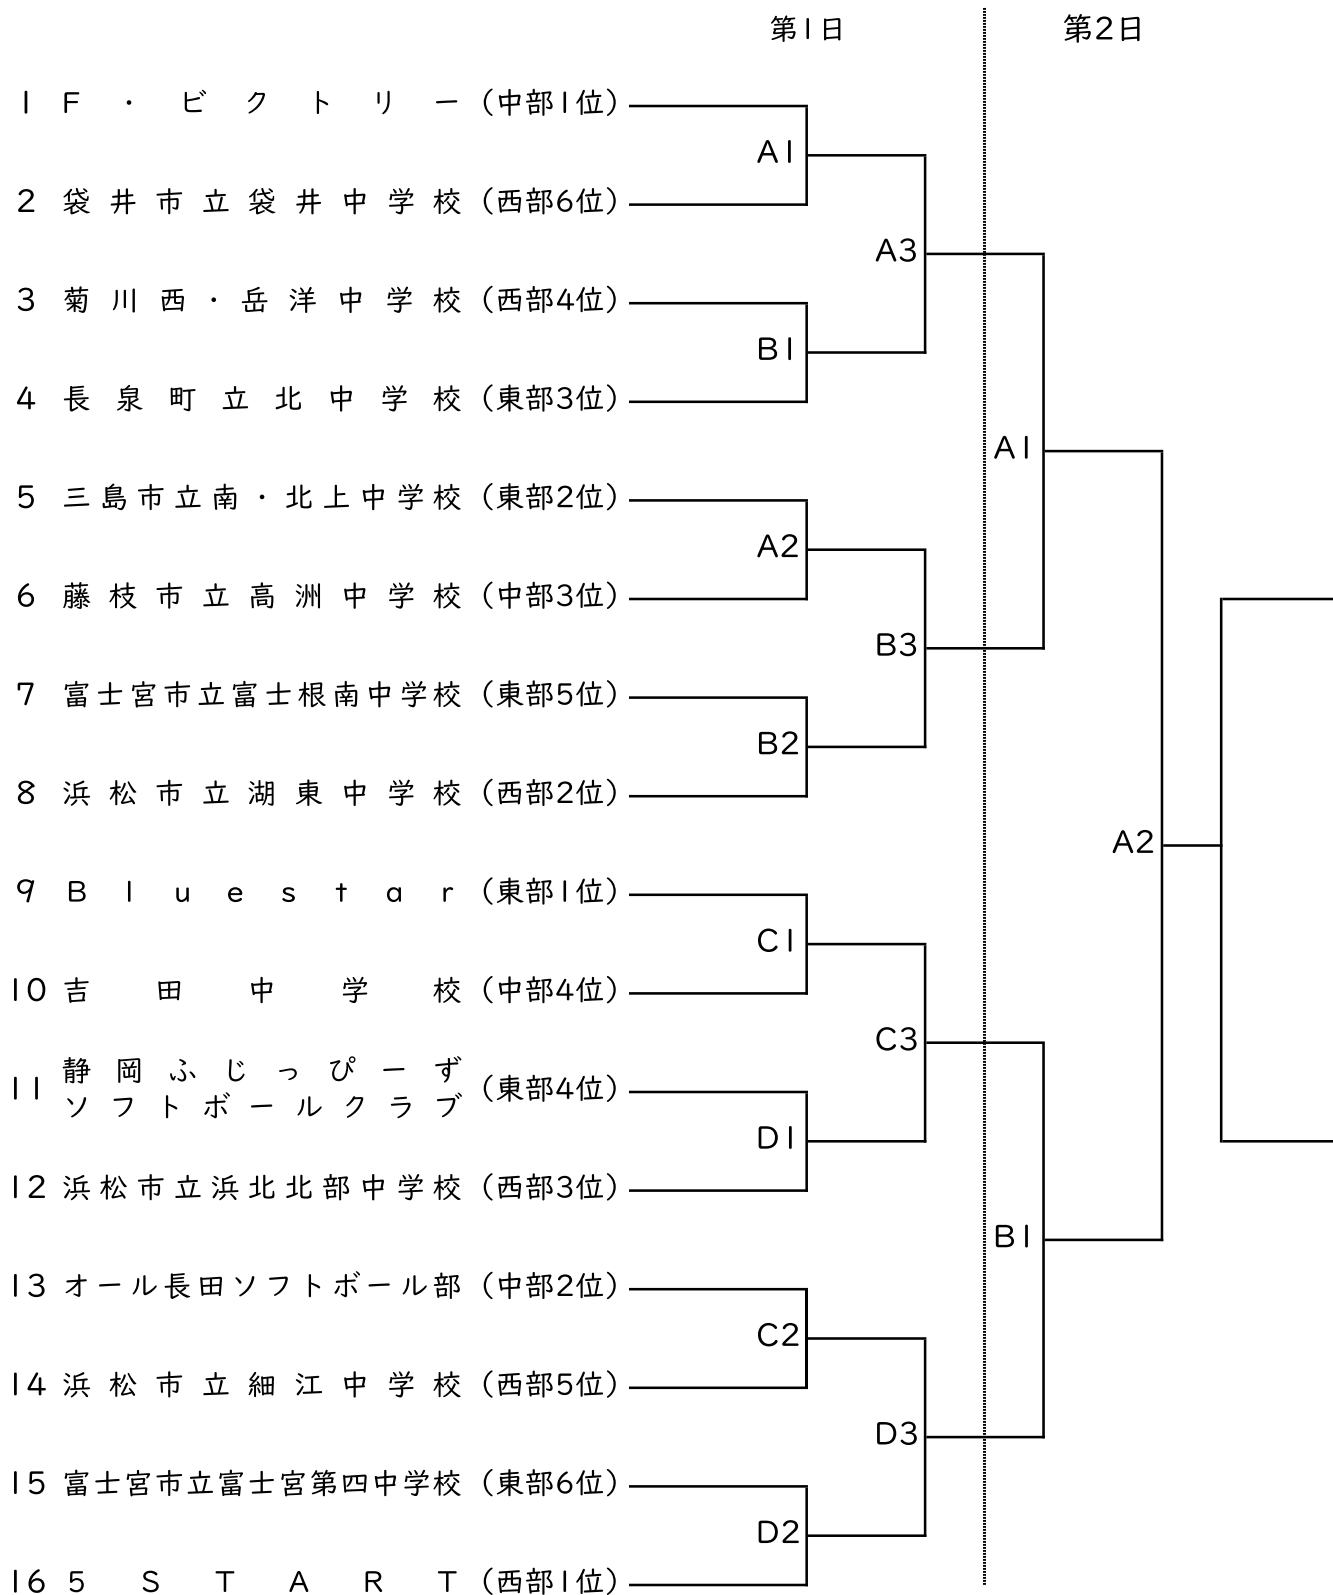 第1日 第2日
1 F・ビクトリー (中部1位)
A1
2 袋井市立袋井中学校 (西部6位)
A3
3 菊川西・岳洋中学校 (西部4位)
B1
4 長泉町立北中学校 (東部3位)
A1
5 三島市立南・北上中学校 (東部2位)
A2
6 藤枝市立高洲中学校 (中部3位)
B3
7 富士宮市立富士根南中学校 (東部5位)
B2
8 浜松市立湖東中学校 (西部2位)
A2
9 Bluestar (東部1位)
C1
10 吉田中学校 (中部4位)
C3
11 静岡ふじっぴーず
ソフトボールクラブ (東部4位)
D1
12 浜松市立浜北北部中学校 (西部3位)
B1
13 オール長田ソフトボール部 (中部2位)
C2
14 浜松市立細江中学校 (西部5位)
D3
15 富士宮市立富士宮第四中学校 (東部6位)
D2
16 5START (西部1位)